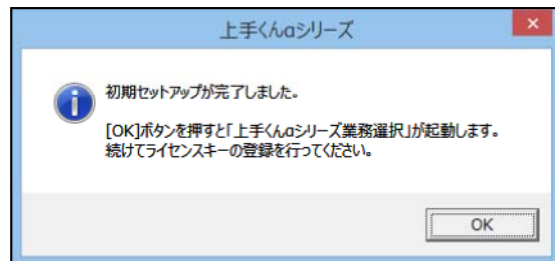 上手くんαシリーズ
初期セットアップが完了しました。
[OK]ボタンを押すと「上手くんαシリーズ業務選択」が起動します。
続けてライセンスキーの登録を行ってください。
OK